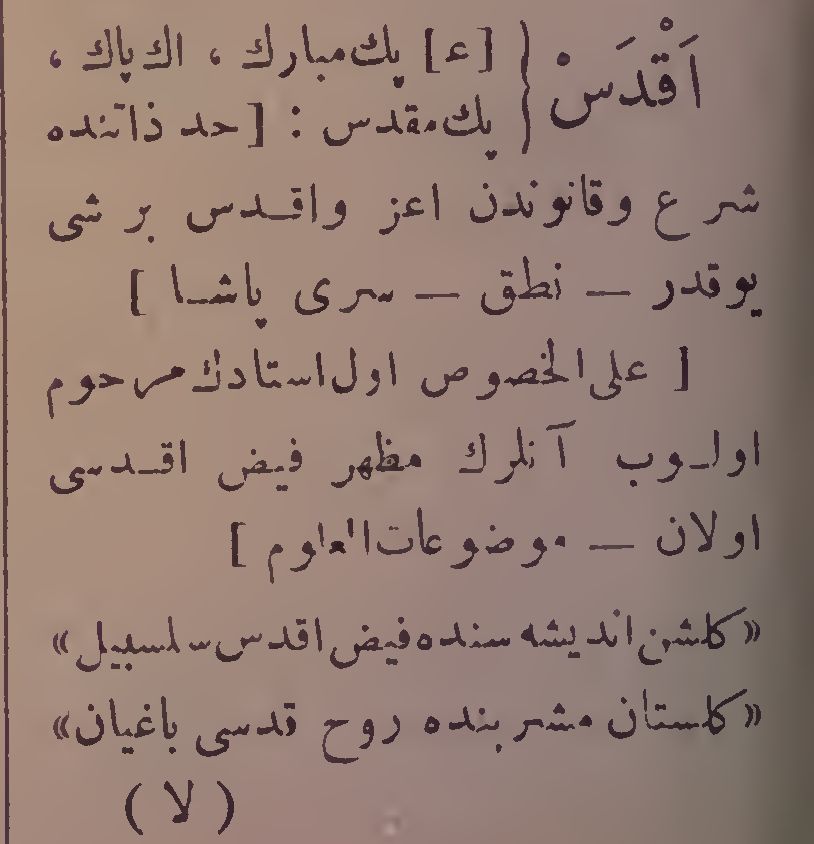 اَقْدَسْ { [ع] پك مبارك ، اك پاك ،
پك مقدس : [حد ذاتنده
شرع وقانوندن اعز واقدس بر شی
یوقدر — نطق — سری پاشا ]
[ علی الخصوص اول استادك مرحوم
اولوب آنلرك مظهر فیض اقدسی
اولان — موضوعات العلوم ]
«كلشن اندیشه سنده فیض اقدس سلسبیل»
«كلستان مشربنده روح قدسی باغبان»
( لا )